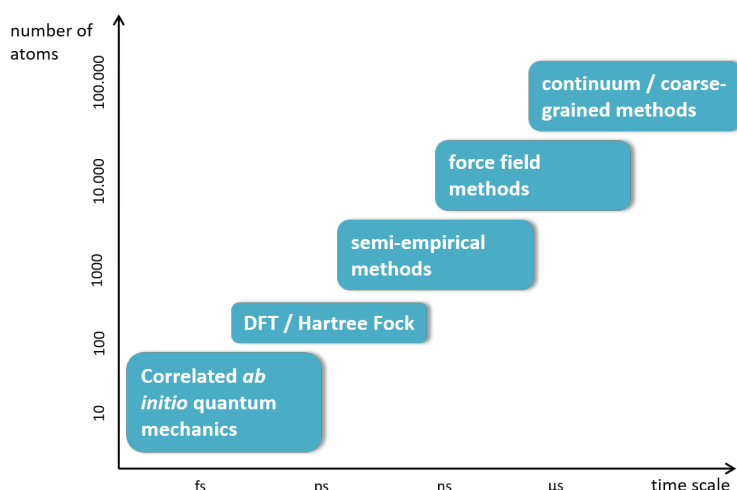 number of
atoms
100.000
continuum / coarse-
grained methods
10.000
force field
methods
1000
semi-empirical
methods
100
DFT / Hartree Fock
10
Correlated ab
initio quantum
mechanics
fs
ps
ns
µs
time scale